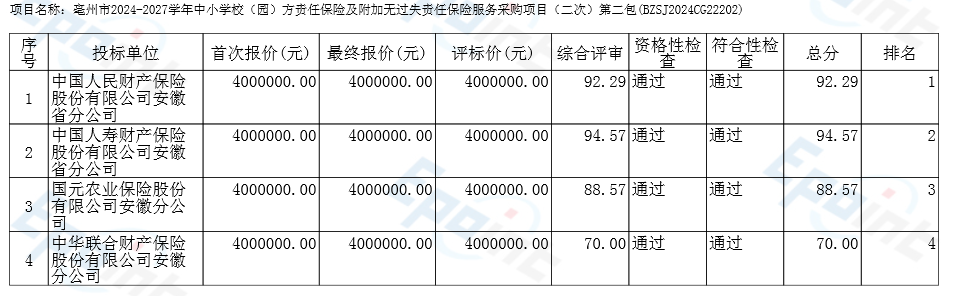 项目名称: 亳州市2024-2027学年中小学校（园）方责任保险及附加无过失责任保险服务采购项目（二次）第二包(BZSJ2024CG22202)
序号 投标单位 首次报价(元) 最终报价(元) 评标价(元) 综合评审 资格性检查 符合性检查 总分 排名
1 中国人民财产保险股份有限公司安徽省分公司 4000000.00 4000000.00 4000000.00 92.29 通过 通过 92.29 1
2 中国人寿财产保险股份有限公司安徽省分公司 4000000.00 4000000.00 4000000.00 94.57 通过 通过 94.57 2
3 国元农业保险股份有限公司安徽分公司 4000000.00 4000000.00 4000000.00 88.57 通过 通过 88.57 3
4 中华联合财产保险股份有限公司安徽分公司 4000000.00 4000000.00 4000000.00 70.00 通过 通过 70.00 4
Epoint